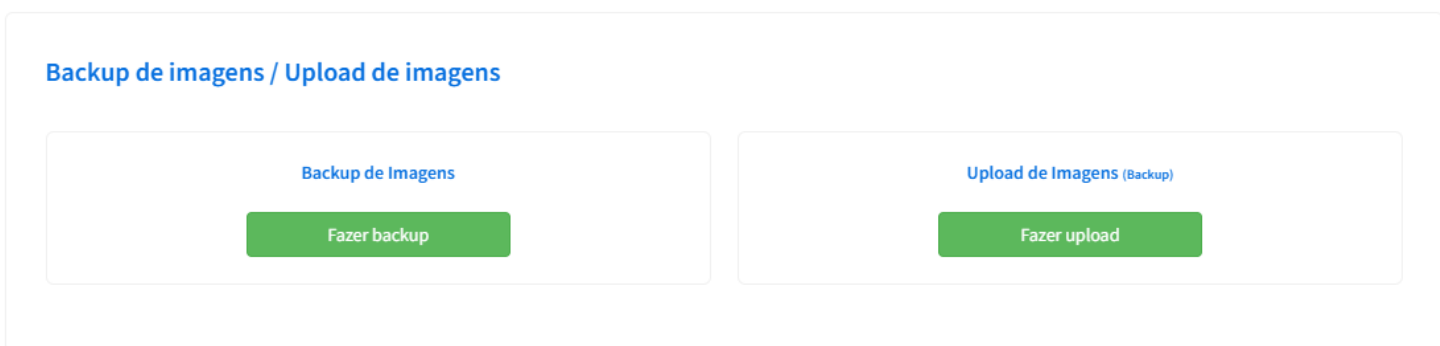 Backup de imagens / Upload de imagens
Backup de Imagens
Fazer backup
Upload de Imagens (Backup)
Fazer upload